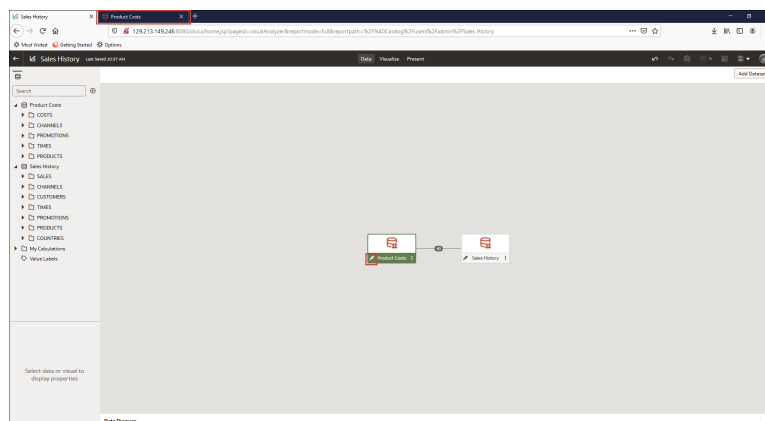 Sales History
Product Costs
129.213.149.246:8080/dv/ui/home.jsp?pageid=visualAnalyzer&reportmode=full&reportpath=%2F%40Catalog%2Fusers%2Fadmin%2FSales History
Most Visited Getting Started Options
Sales History Last Saved 10:37 AM
Data Visualize Present
Add Dataset
Search
Product Costs
COSTS
CHANNELS
PROMOTIONS
TIMES
PRODUCTS
Sales History
SALES
CHANNELS
CUSTOMERS
TIMES
PROMOTIONS
PRODUCTS
COUNTRIES
My Calculations
Value Labels
Product Costs
Sales History
Select data or visual to
display properties
Data Diagram